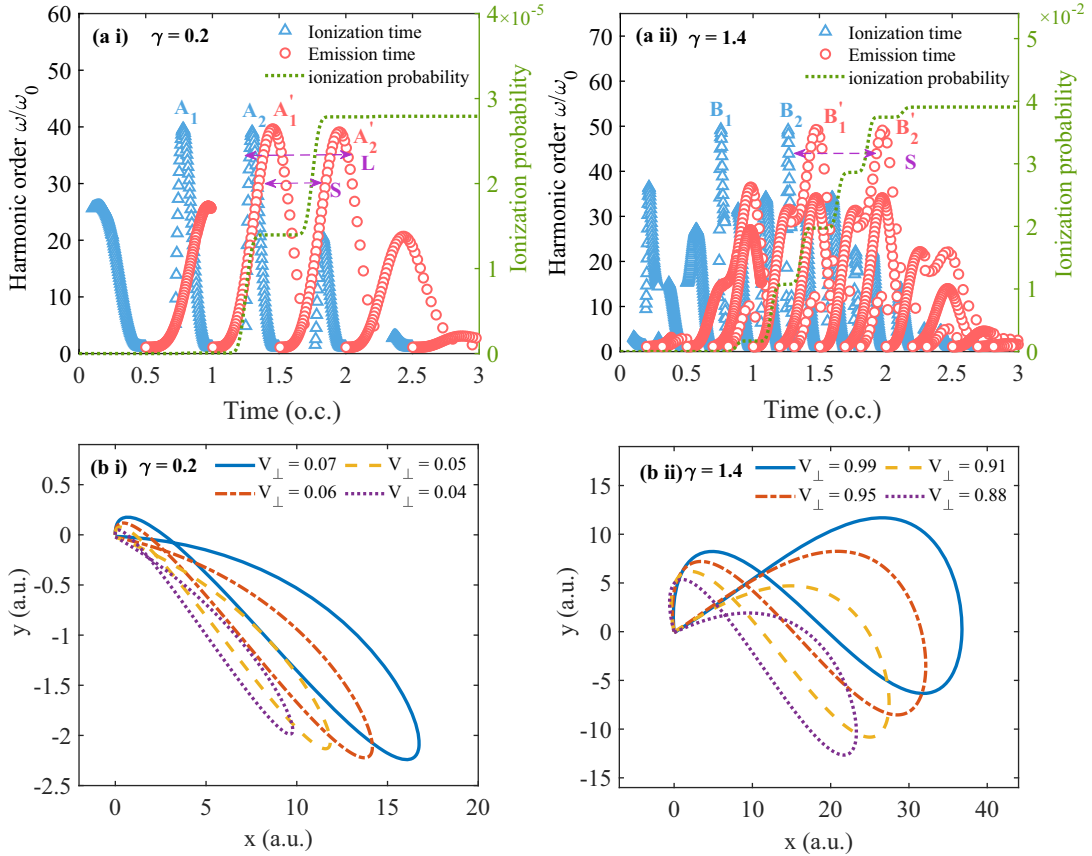 (a i) γ = 0.2
Ionization time
Emission time
ionization probability
A1 A2 A1' A2'
L
S
Harmonic order ω/ω0
0 10 20 30 40 50 60
Time (o.c.)
0 0.5 1 1.5 2 2.5 3
Ionization probability
0 1 2 3 4 ×10^-5
(a ii) γ = 1.4
Ionization time
Emission time
ionization probability
B1 B2 B1' B2'
S
Harmonic order ω/ω0
0 10 20 30 40 50 60 70
Time (o.c.)
0 0.5 1 1.5 2 2.5 3
Ionization probability
0 1 2 3 4 5 ×10^-2
(b i) γ = 0.2
V⊥ = 0.07 V⊥ = 0.05
V⊥ = 0.06 V⊥ = 0.04
y (a.u.)
0.5 0 -0.5 -1 -1.5 -2 -2.5
x (a.u.)
0 5 10 15 20
(b ii) γ = 1.4
V⊥ = 0.99 V⊥ = 0.91
V⊥ = 0.95 V⊥ = 0.88
y (a.u.)
15 10 5 0 -5 -10 -15
x (a.u.)
0 10 20 30 40